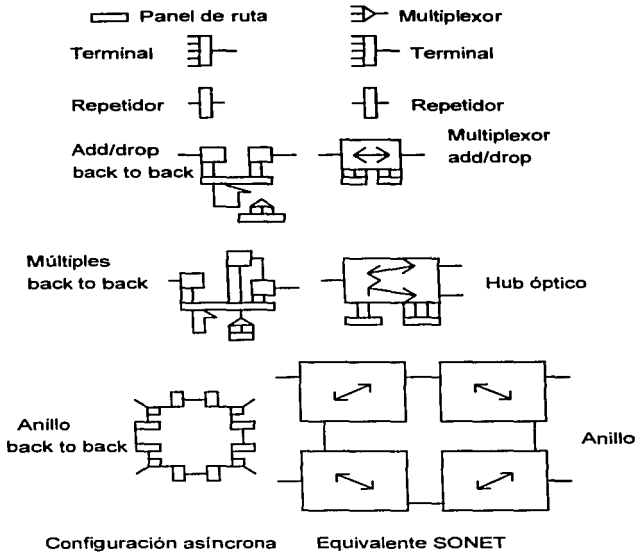 Panel de ruta
Multiplexor
Terminal
Terminal
Repetidor
Repetidor
Add/drop
back to back
Multiplexor
add/drop
Múltiples
back to back
Hub óptico
Anillo
back to back
Anillo
Configuración asíncrona
Equivalente SONET